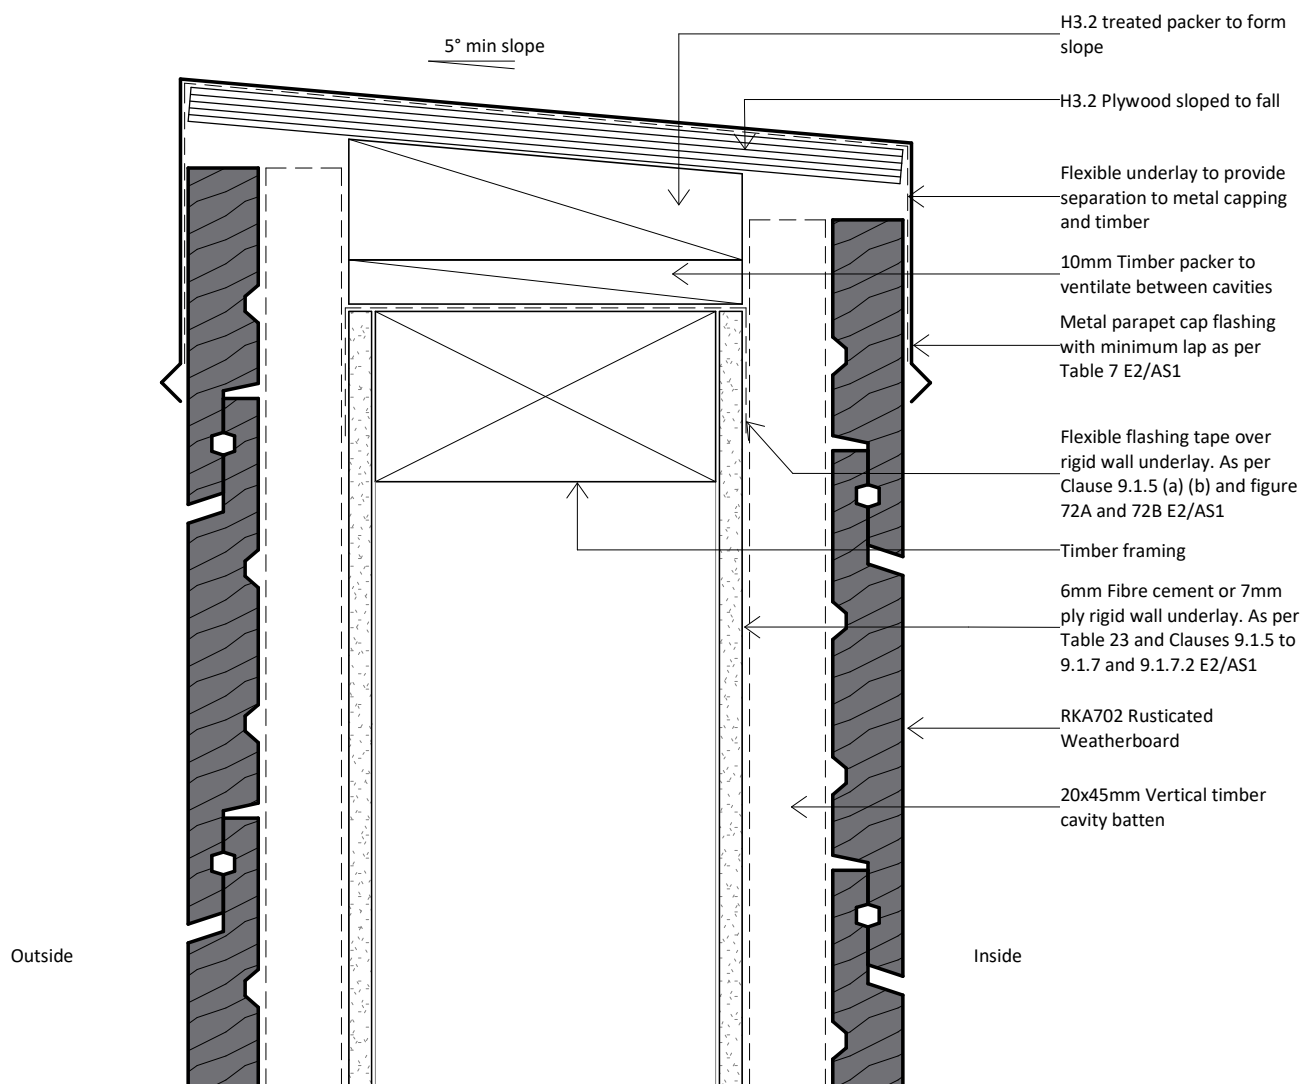 5° min slope
H3.2 treated packer to form
slope
H3.2 Plywood sloped to fall
Flexible underlay to provide
separation to metal capping
and timber
10mm Timber packer to
ventilate between cavities
Metal parapet cap flashing
with minimum lap as per
Table 7 E2/AS1
Flexible flashing tape over
rigid wall underlay. As per
Clause 9.1.5 (a) (b) and figure
72A and 72B E2/AS1
Timber framing
6mm Fibre cement or 7mm
ply rigid wall underlay. As per
Table 23 and Clauses 9.1.5 to
9.1.7 and 9.1.7.2 E2/AS1
RKA702 Rusticated
Weatherboard
20x45mm Vertical timber
cavity batten
Outside
Inside